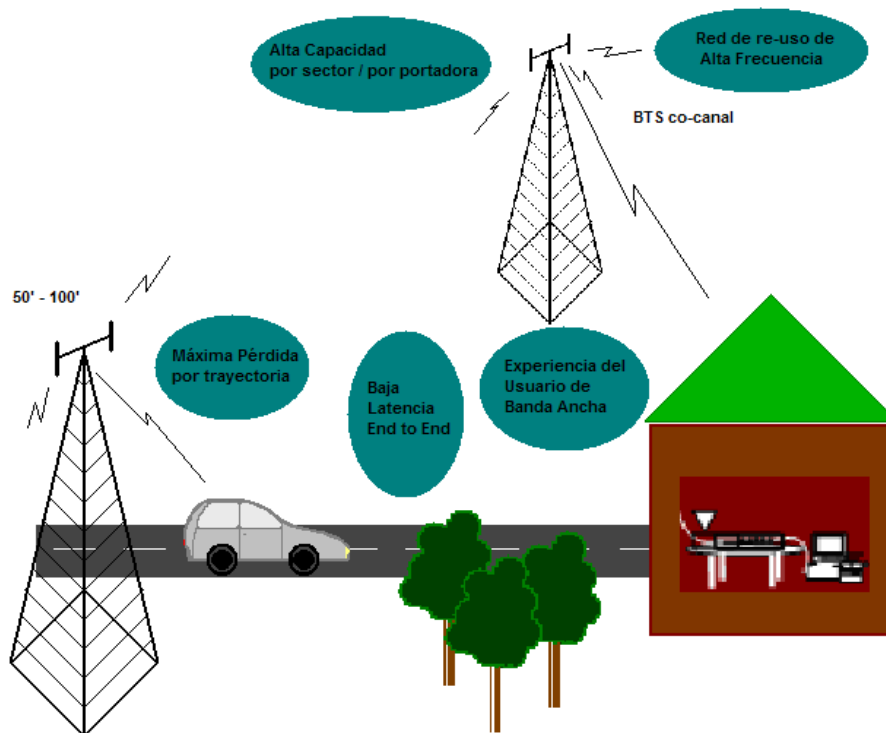 Alta Capacidad
por sector / por portadora
Red de re-uso de
Alta Frecuencia
BTS co-canal
50' - 100'
Máxima Pérdida
por trayectoria
Baja
Latencia
End to End
Experiencia del
Usuario de
Banda Ancha